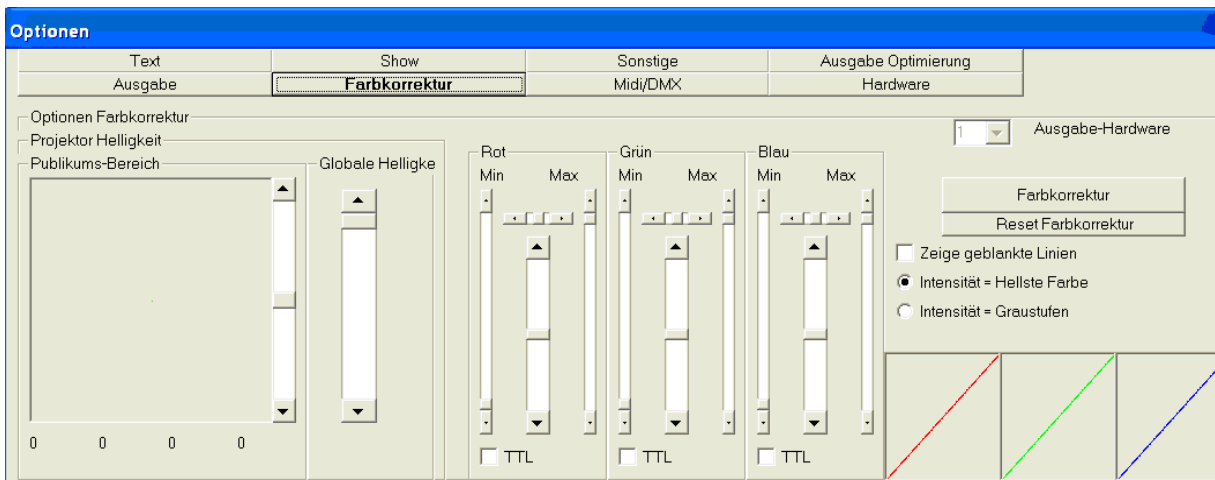 Optionen
Text Show Sonstige Ausgabe Optimierung
Ausgabe Farbkorrektur Midi/DMX Hardware
Optionen Farbkorrektur
1 Ausgabe-Hardware
Projektor Helligkeit
Publikums-Bereich Globale Helligke
Rot Grün Blau
Min Max Min Max Min Max
Farbkorrektur
Reset Farbkorrektur
Zeige geblankte Linien
Intensität = Hellste Farbe
Intensität = Graustufen
0 0 0 0
TTL TTL TTL